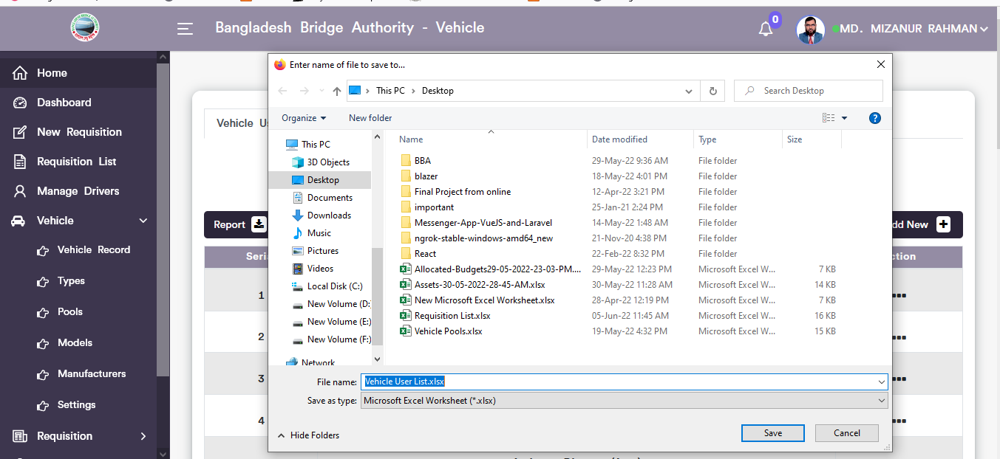 Bangladesh Bridge Authority - Vehicle
0
MD. MIZANUR RAHMAN
Home
Dashboard
New Requisition
Requisition List
Manage Drivers
Vehicle
Vehicle Record
Types
Pools
Models
Manufacturers
Settings
Requisition
Vehicle Us
Report
dd New
Seri
ction
1
2
3
4
Enter name of file to save to...
This PC > Desktop
Search Desktop
Organize
New folder
?
This PC
3D Objects
Desktop
Documents
Downloads
Music
Pictures
Videos
Local Disk (C:)
New Volume (D:
New Volume (E:)
New Volume (F:)
Network
Name Date modified Type Size
BBA 29-May-22 9:36 AM File folder
blazer 18-May-22 4:01 PM File folder
Final Project from online 12-Apr-22 3:21 PM File folder
important 25-Jan-21 2:24 PM File folder
Messenger-App-VueJS-and-Laravel 14-May-22 1:48 AM File folder
ngrok-stable-windows-amd64_new 21-Nov-20 4:38 PM File folder
React 22-Feb-22 8:32 PM File folder
Allocated-Budgets29-05-2022-23-03-PM.... 29-May-22 12:23 PM Microsoft Excel W... 7 KB
Assets-30-05-2022-28-45-AM.xlsx 30-May-22 11:28 AM Microsoft Excel W... 14 KB
New Microsoft Excel Worksheet.xlsx 28-Apr-22 12:19 PM Microsoft Excel W... 7 KB
Requisition List.xlsx 05-Jun-22 11:45 AM Microsoft Excel W... 16 KB
Vehicle Pools.xlsx 19-May-22 4:32 PM Microsoft Excel W... 15 KB
File name: Vehicle User List.xlsx
Save as type: Microsoft Excel Worksheet (*.xlsx)
Hide Folders
Save
Cancel